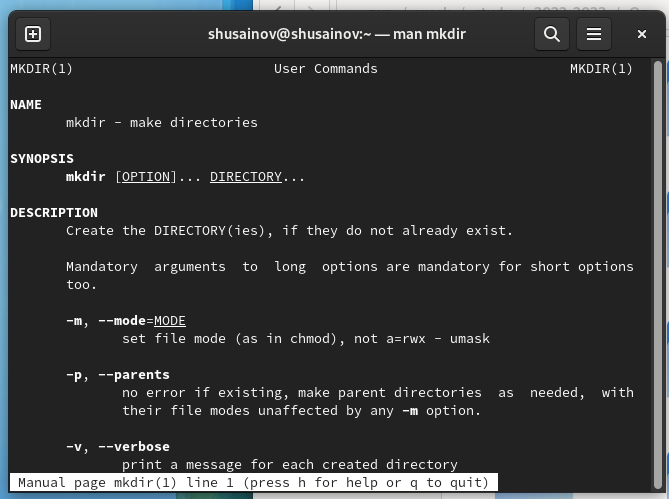 shusainov@shusainov:~ — man mkdir
MKDIR(1) User Commands MKDIR(1)
NAME
mkdir - make directories
SYNOPSIS
mkdir [OPTION]... DIRECTORY...
DESCRIPTION
Create the DIRECTORY(ies), if they do not already exist.
Mandatory arguments to long options are mandatory for short options
too.
-m, --mode=MODE
set file mode (as in chmod), not a=rwx - umask
-p, --parents
no error if existing, make parent directories as needed, with
their file modes unaffected by any -m option.
-v, --verbose
print a message for each created directory
Manual page mkdir(1) line 1 (press h for help or q to quit)